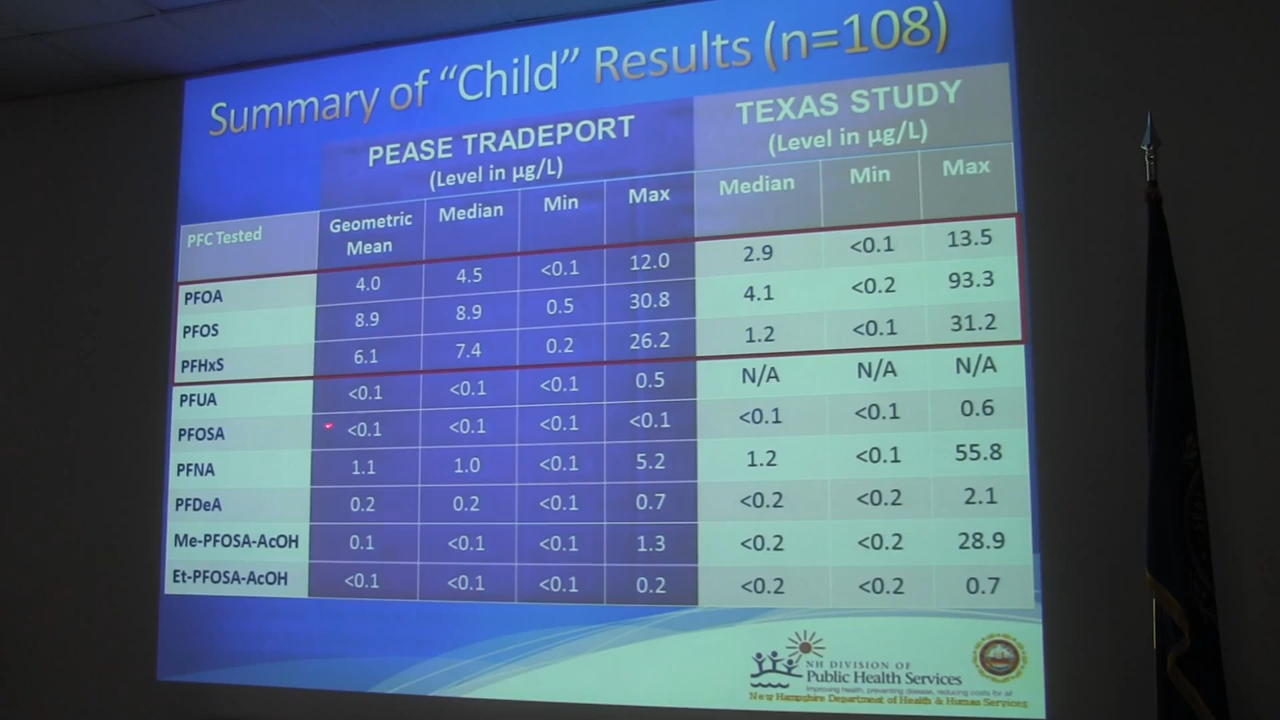 Summary of “Child” Results (n=108)
PEASE TRADEPORT
(Level in µg/L)
TEXAS STUDY
(Level in µg/L)
PFC Tested Geometric Mean Median Min Max Median Min Max
PFOA 4.0 4.5 <0.1 12.0 2.9 <0.1 13.5
PFOS 8.9 8.9 0.5 30.8 4.1 <0.2 93.3
PFHxS 6.1 7.4 0.2 26.2 1.2 <0.1 31.2
PFUA <0.1 <0.1 <0.1 0.5 N/A N/A N/A
PFOSA <0.1 <0.1 <0.1 <0.1 <0.1 <0.1 0.6
PFNA 1.1 1.0 <0.1 5.2 1.2 <0.1 55.8
PFDeA 0.2 0.2 <0.1 0.7 <0.2 <0.2 2.1
Me-PFOSA-AcOH 0.1 <0.1 <0.1 1.3 <0.2 <0.2 28.9
Et-PFOSA-AcOH <0.1 <0.1 <0.1 0.2 <0.2 <0.2 0.7
NH DIVISION OF
Public Health Services
Improving health, preventing disease, reducing costs for all
New Hampshire Department of Health & Human Services